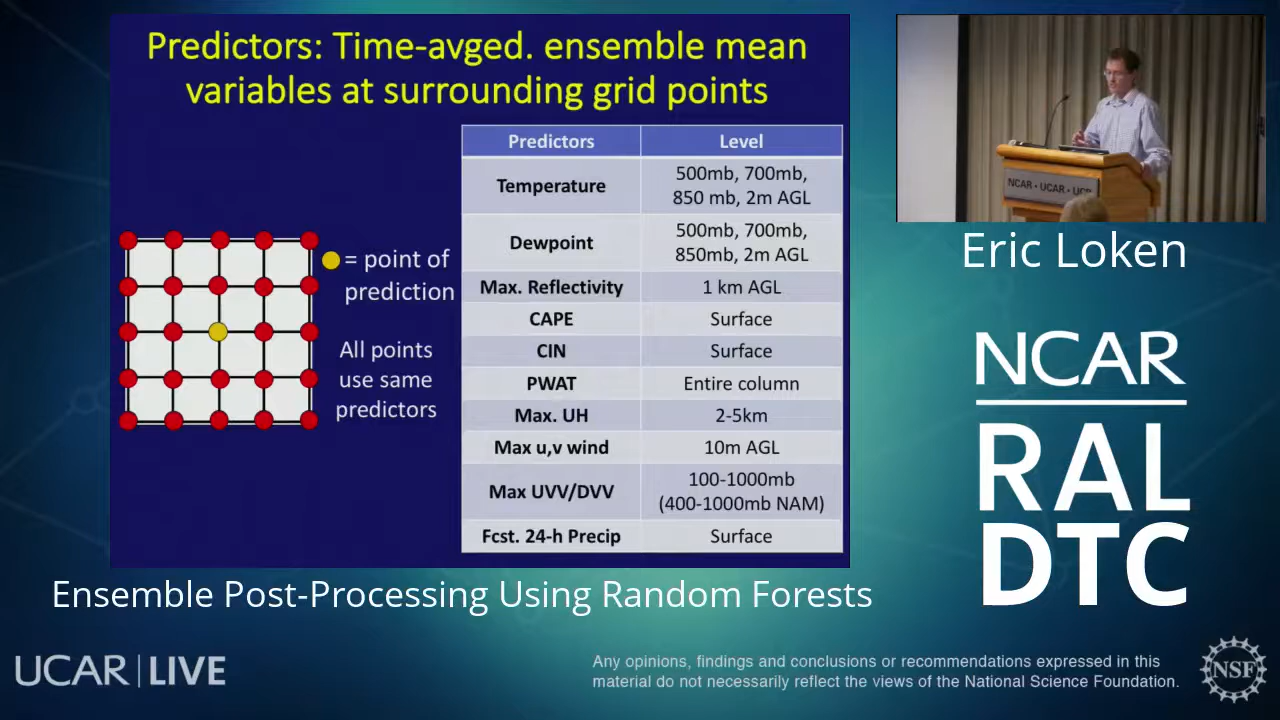 Predictors: Time-avged. ensemble mean
variables at surrounding grid points
= point of
prediction
All points
use same
predictors
Predictors Level
Temperature 500mb, 700mb,
850 mb, 2m AGL
Dewpoint 500mb, 700mb,
850mb, 2m AGL
Max. Reflectivity 1 km AGL
CAPE Surface
CIN Surface
PWAT Entire column
Max. UH 2-5km
Max u,v wind 10m AGL
Max UVV/DVV 100-1000mb
(400-1000mb NAM)
Fcst. 24-h Precip Surface
NCAR • UCAR • UCP
Eric Loken
NCAR
RAL
DTC
Ensemble Post-Processing Using Random Forests
UCAR | LIVE
Any opinions, findings and conclusions or recommendations expressed in this
material do not necessarily reflect the views of the National Science Foundation.
NSF